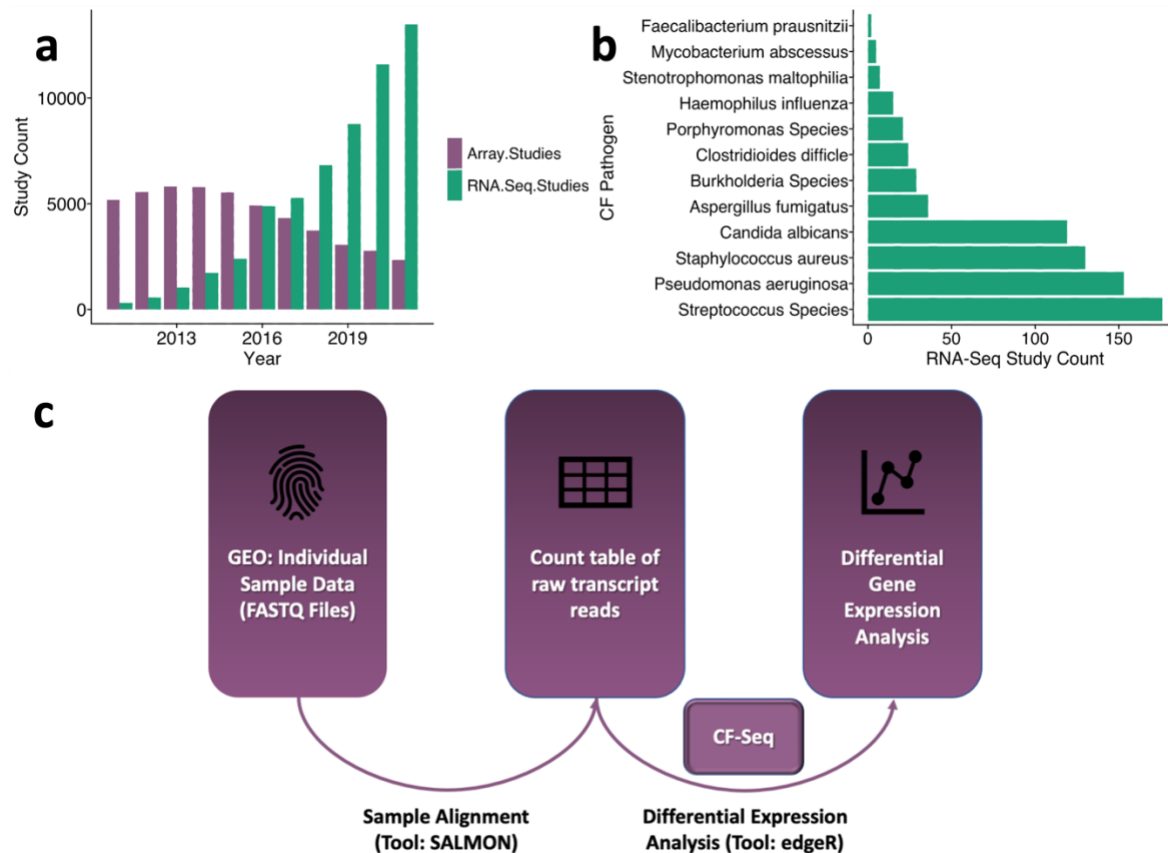 a
10000
5000
0
Study Count
2013
2016
2019
Year
Array.Studies
RNA.Seq.Studies
b
CF Pathogen
Faecalibacterium prausnitzii
Mycobacterium abscessus
Stenotrophomonas maltophilia
Haemophilus influenza
Porphyromonas Species
Clostridioides difficle
Burkholderia Species
Aspergillus fumigatus
Candida albicans
Staphylococcus aureus
Pseudomonas aeruginosa
Streptococcus Species
0
50
100
150
RNA-Seq Study Count
c
GEO: Individual
Sample Data
(FASTQ Files)
Count table of
raw transcript
reads
Differential
Gene
Expression
Analysis
CF-Seq
Sample Alignment
(Tool: SALMON)
Differential Expression
Analysis (Tool: edgeR)